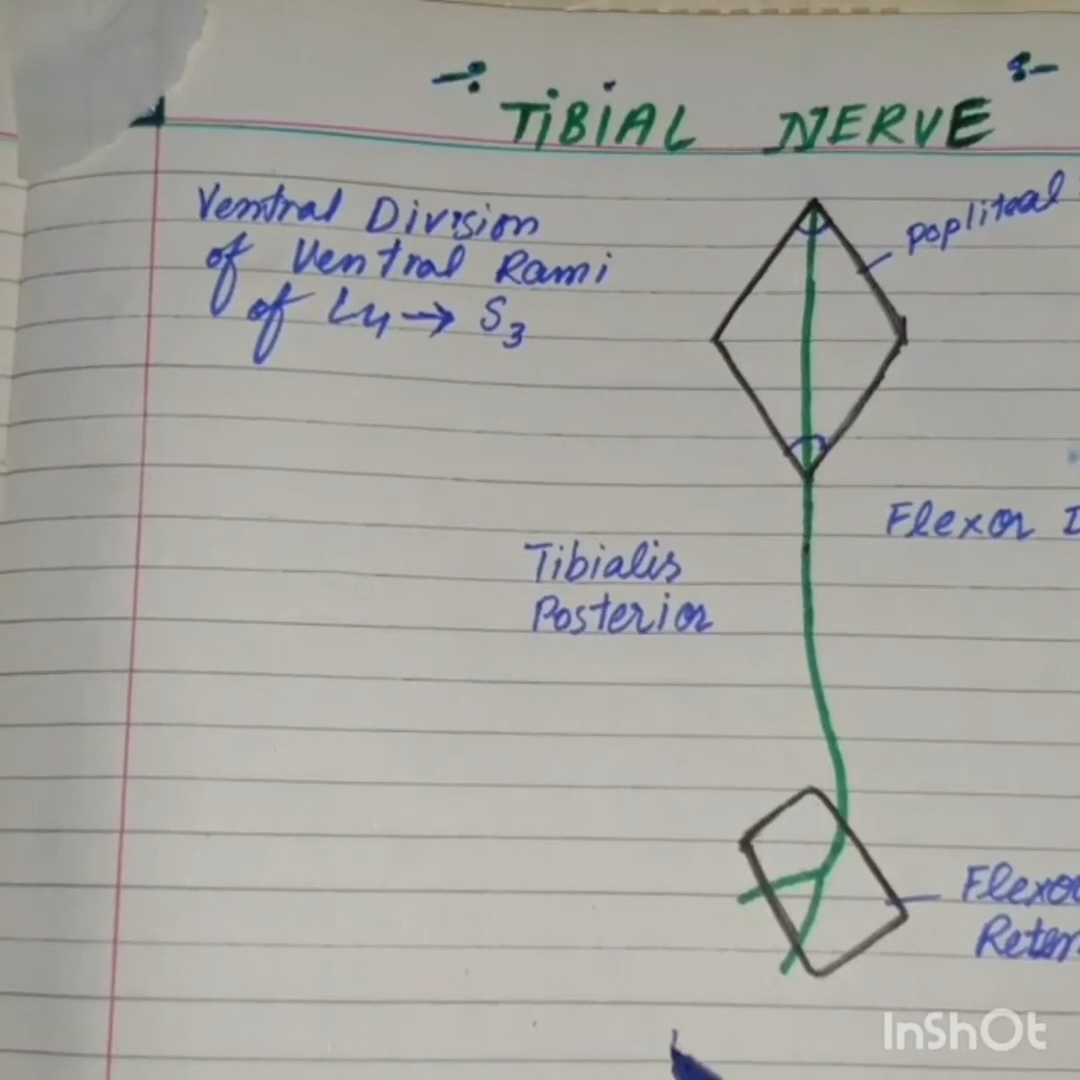 -: TIBIAL NERVE :-
Ventral Division
of Ventral Rami
of L4 → S3
popliteal
Flexor
Tibialis
Posterior
Flexo
Reten
InShOt